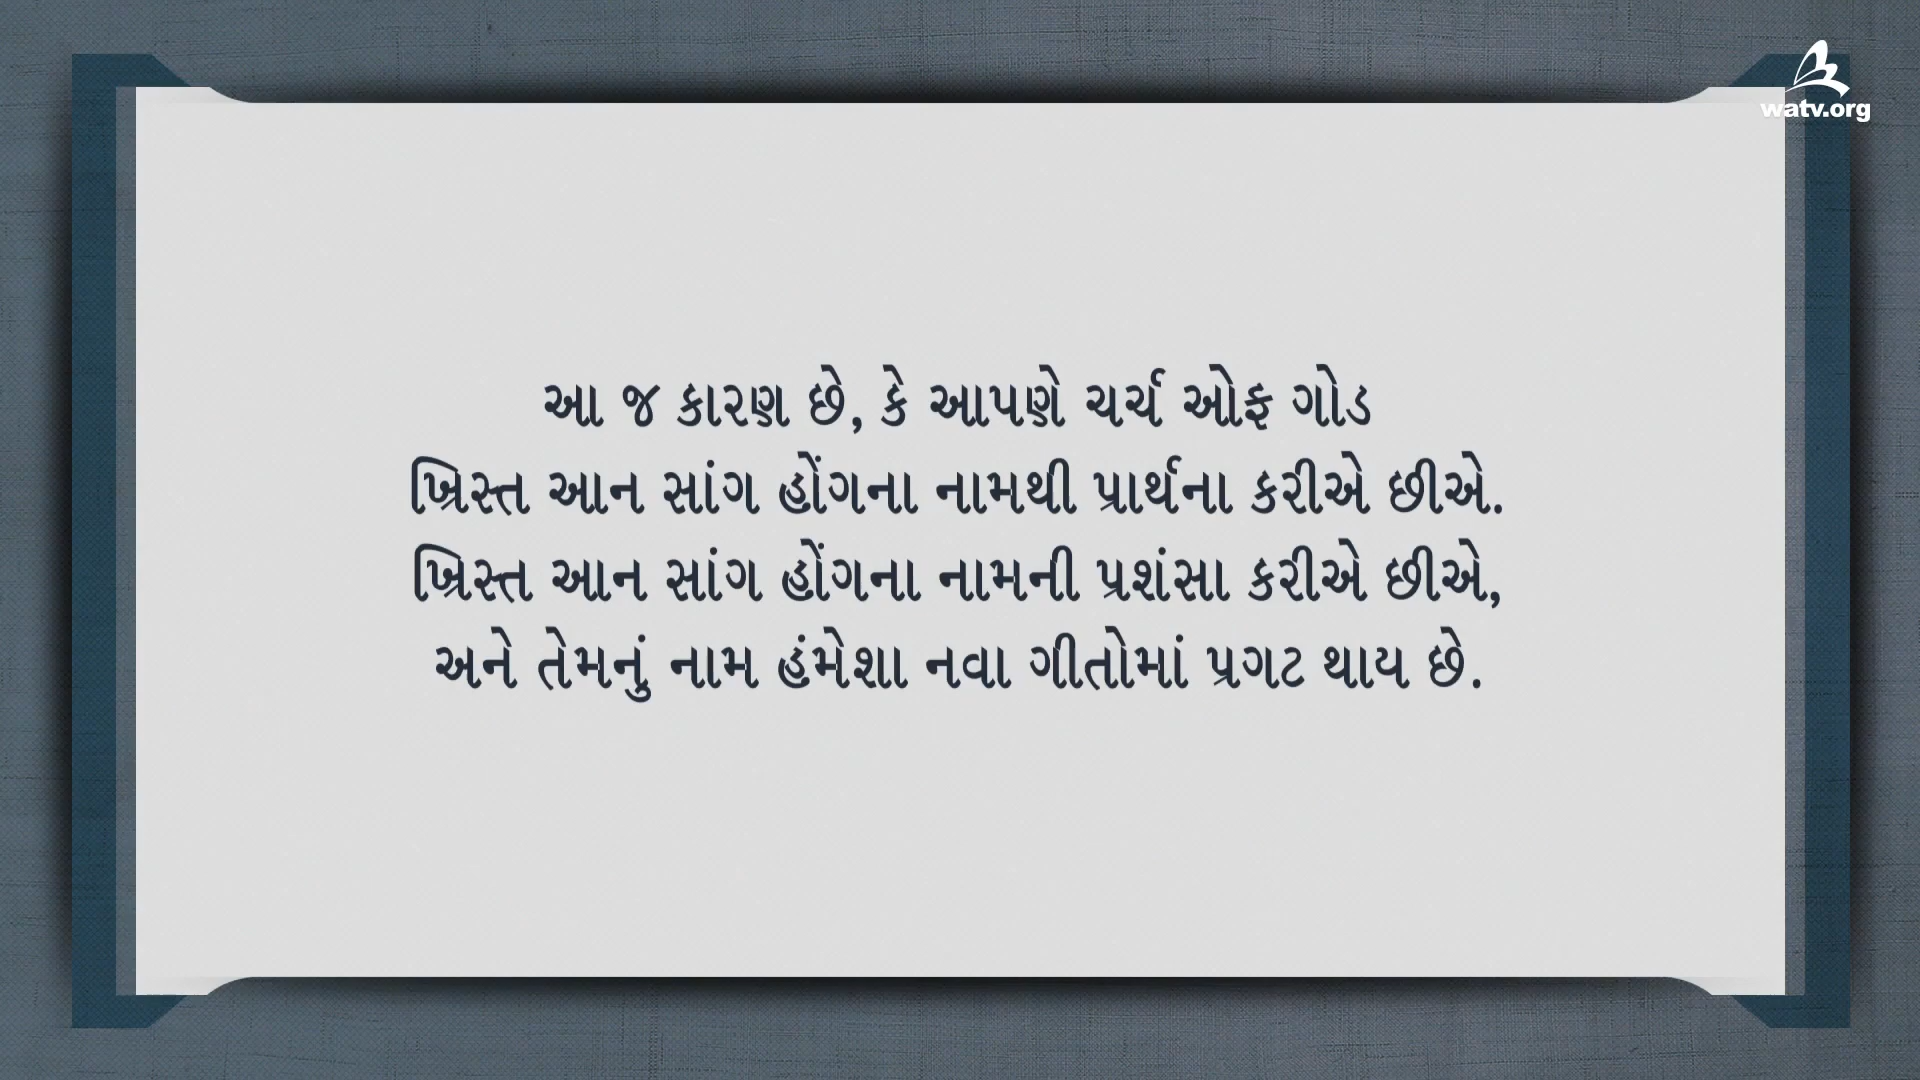 watv.org
આ જ કારણ છે, કે આપણે ચર્ચ ઓફ ગોડ
ખ્રિસ્ત આન સાંગ હોંગના નામથી પ્રાર્થના કરીએ છીએ.
ખ્રિસ્ત આન સાંગ હોંગના નામની પ્રશંસા કરીએ છીએ,
અને તેમનું નામ હંમેશા નવા ગીતોમાં પ્રગટ થાય છે.